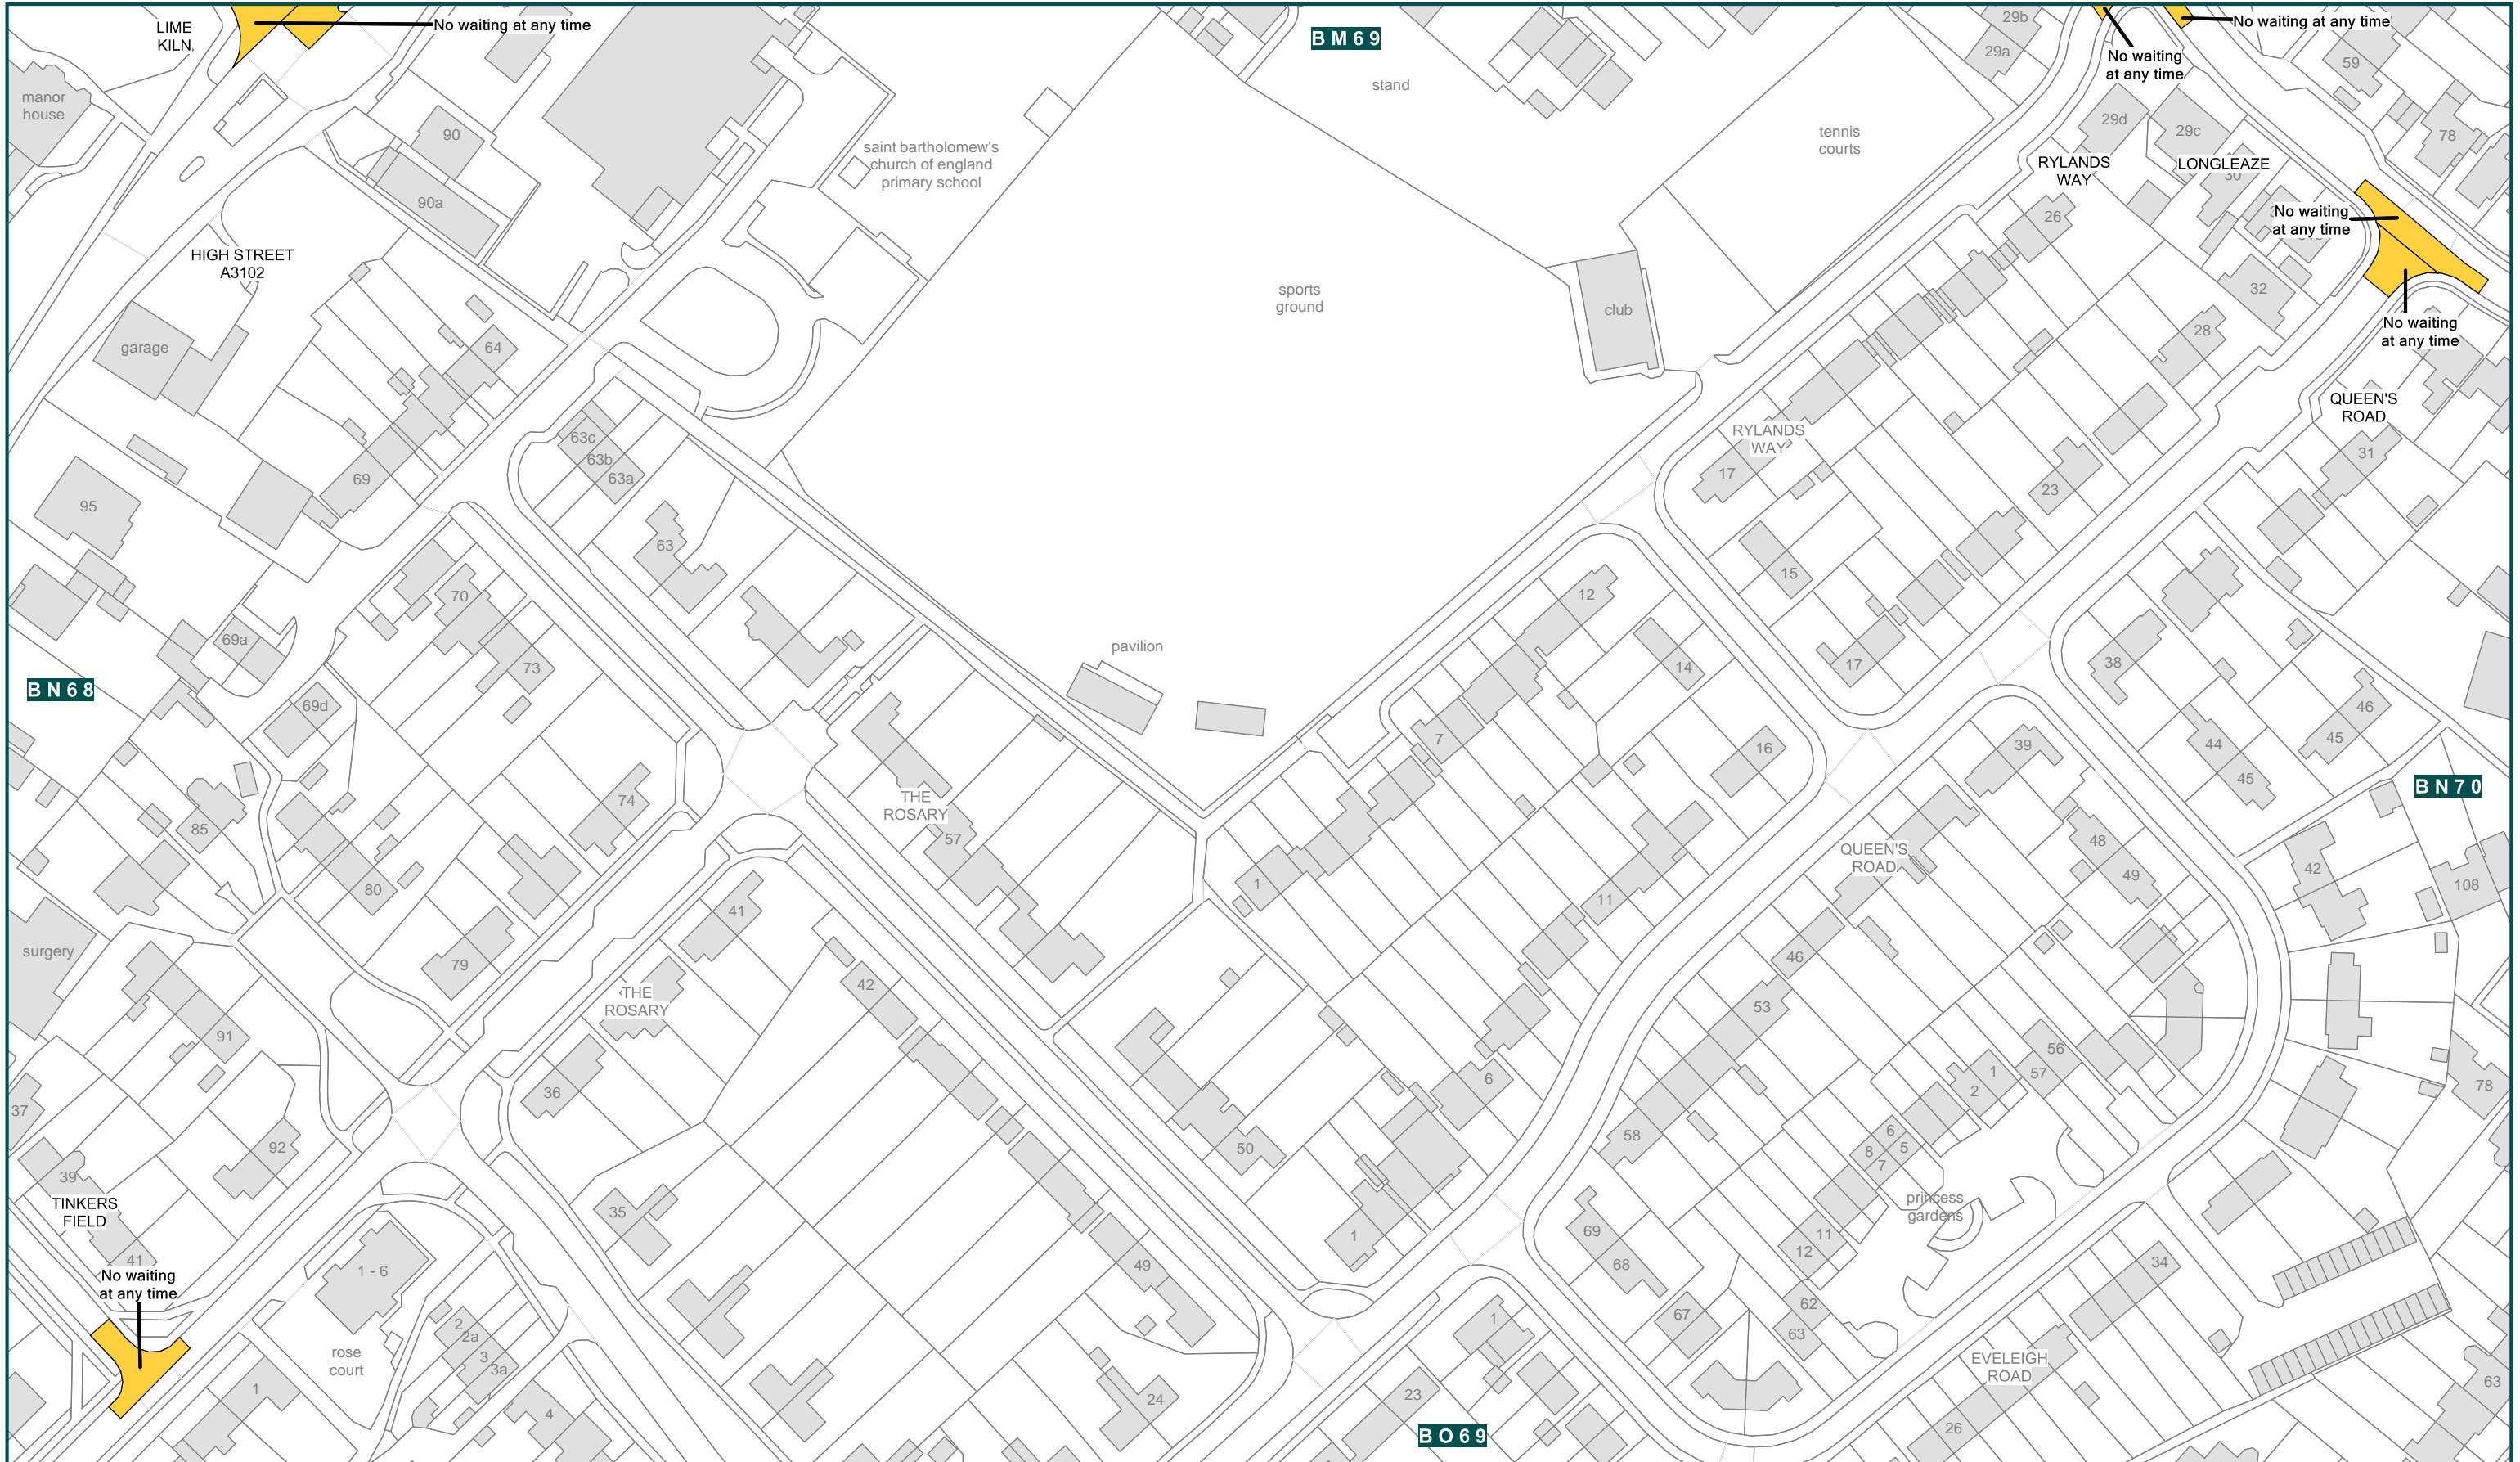 LIME
KILN
No waiting at any time
B M 6 9
29b
29a
No waiting at any time
No waiting
at any time
59
manor
house
stand
90
saint bartholomew's
church of england
primary school
tennis
courts
29d
29c
78
RYLANDS
WAY
LONGLEAZE
30
90a
26
No waiting
at any time
HIGH STREET
A3102
sports
ground
club
32
28
No waiting
at any time
garage
64
QUEEN'S
ROAD
63c
63b
63a
RYLANDS
WAY
17
31
69
23
95
63
15
12
70
69a
73
14
17
38
pavilion
B N 6 8
69d
46
45
7
16
39
44
45
B N 7 0
74
THE
ROSARY
57
85
QUEEN'S
ROAD
48
49
42
108
80
1
11
41
surgery
79
42
46
THE
ROSARY
53
91
56
57
36
6
1
2
78
37
58
6
5
8
7
92
50
39
TINKERS
FIELD
35
princess
gardens
69
68
11
12
1
41
No waiting
at any time
1 - 6
49
34
62
63
67
2
2a
3
3a
rose
court
1
EVELEIGH
ROAD
1
23
63
4
24
26
B O 6 9